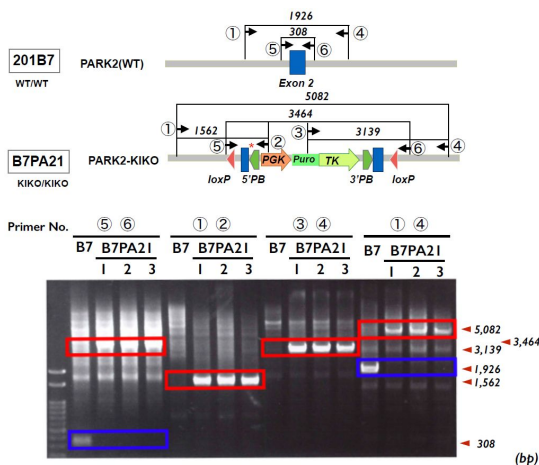 1926
① ④
308
⑤ ⑥
201B7 PARK2(WT)
WT/WT Exon 2
5082
3464
① 1562 ③ 3139 ④
⑤ * ② ⑥
B7PA21 PARK2-KIKO PGK Puro TK
KIKO/KIKO loxP 5'PB 3'PB loxP
Primer No. ⑤ ⑥ ① ② ③ ④ ① ④
B7 B7PA21 B7 B7PA21 B7 B7PA21 B7 B7PA21
1 2 3 1 2 3 1 2 3 1 2 3
5,082
3,464
3,139
1,926
1,562
308
(bp)